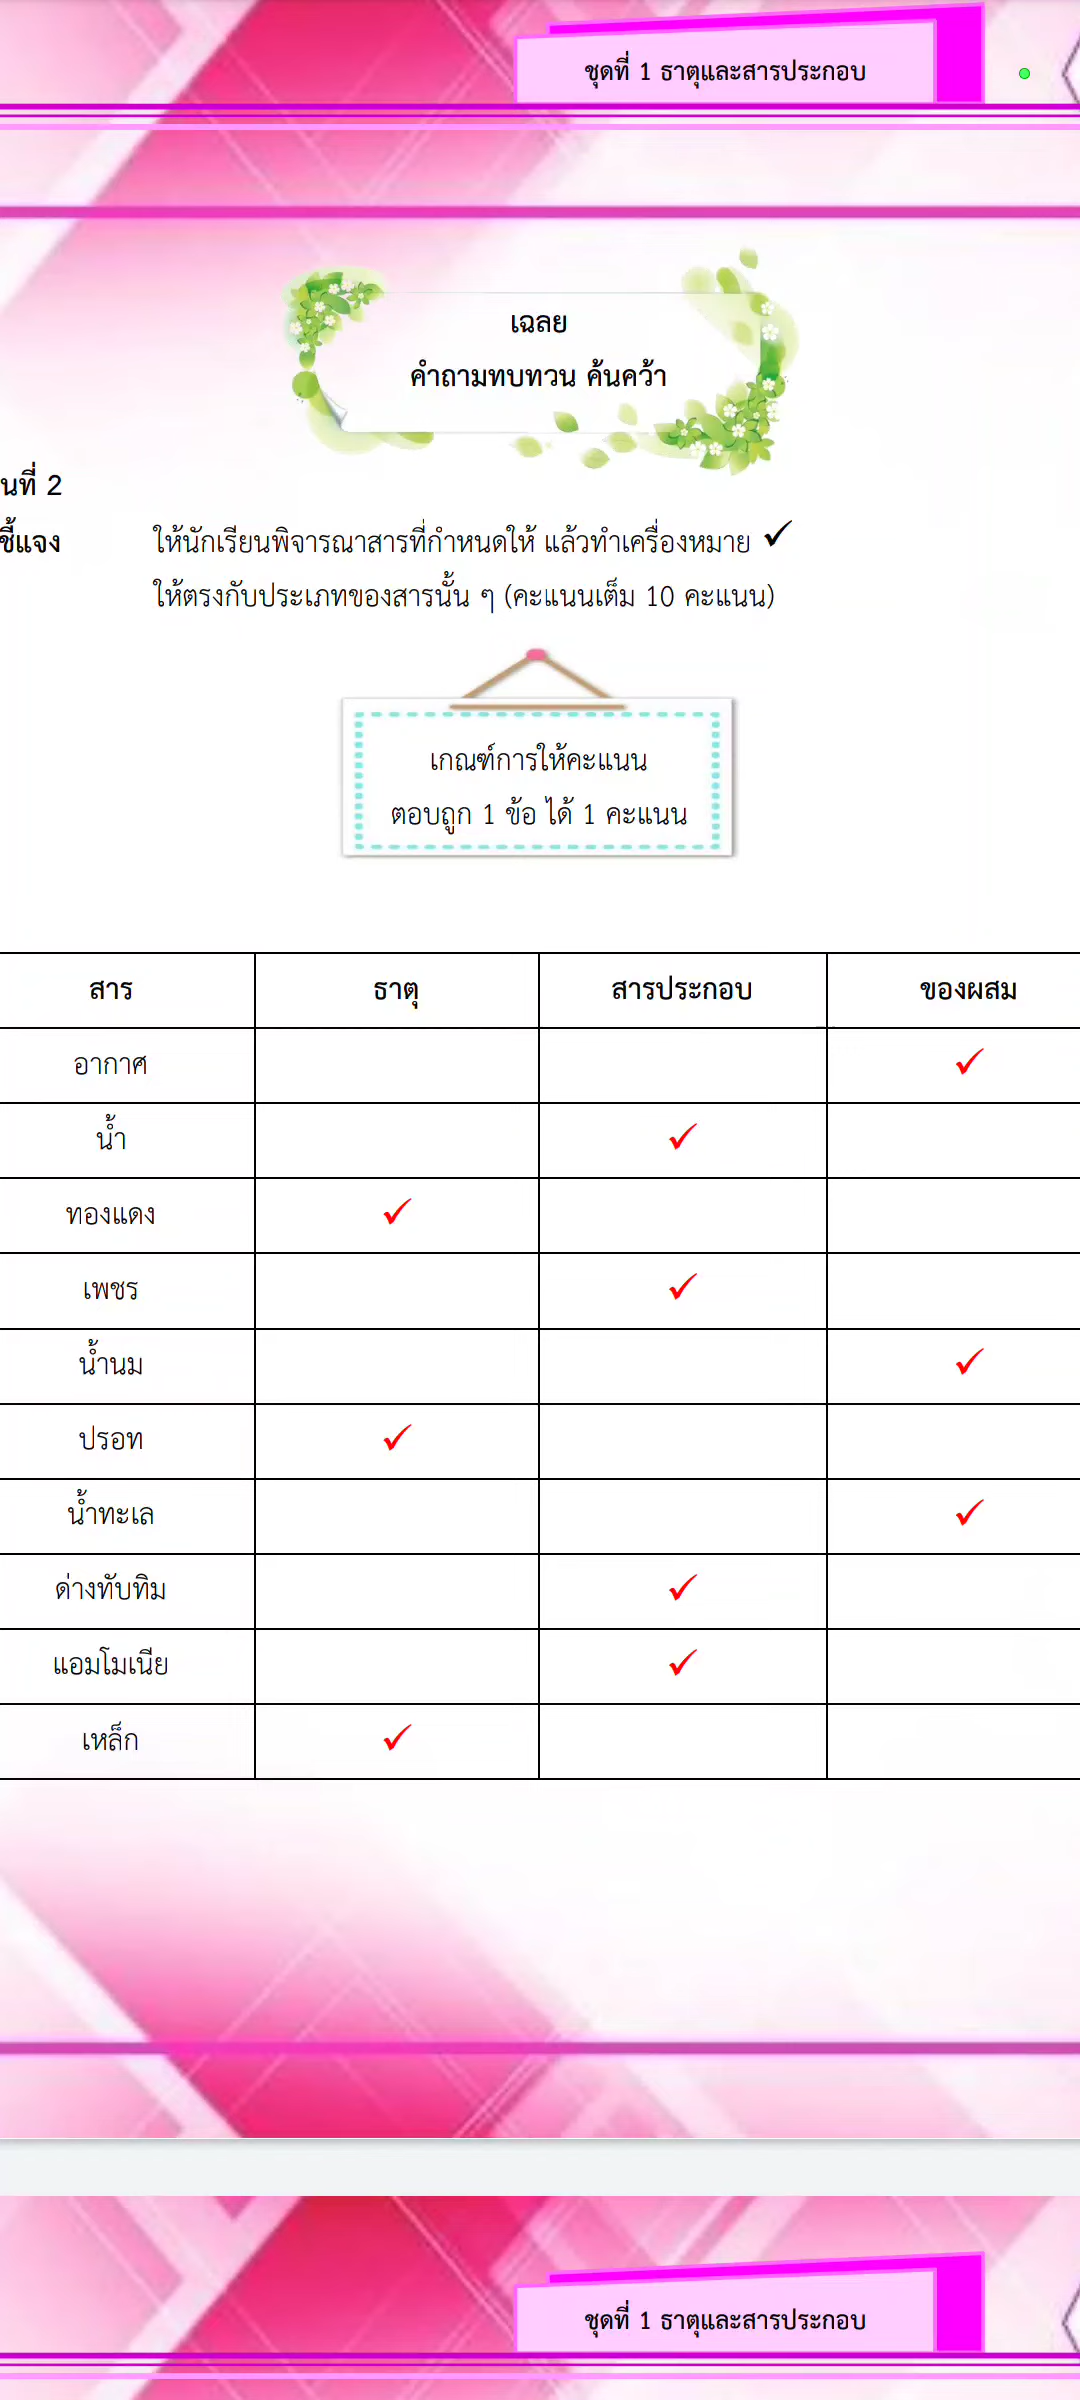 ชุดที่ 1 ธาตุและสารประกอบ
เฉลย
คำถามทบทวน ค้นคว้า
นที่ 2
ชี้แจง ให้นักเรียนพิจารณาสารที่กำหนดให้ แล้วทำเครื่องหมาย ✓
ให้ตรงกับประเภทของสารนั้น ๆ (คะแนนเต็ม 10 คะแนน)
เกณฑ์การให้คะแนน
ตอบถูก 1 ข้อ ได้ 1 คะแนน
สาร ธาตุ สารประกอบ ของผสม
อากาศ ✓
น้ำ ✓
ทองแดง ✓
เพชร ✓
น้ำนม ✓
ปรอท ✓
น้ำทะเล ✓
ด่างทับทิม ✓
แอมโมเนีย ✓
เหล็ก ✓
ชุดที่ 1 ธาตุและสารประกอบ